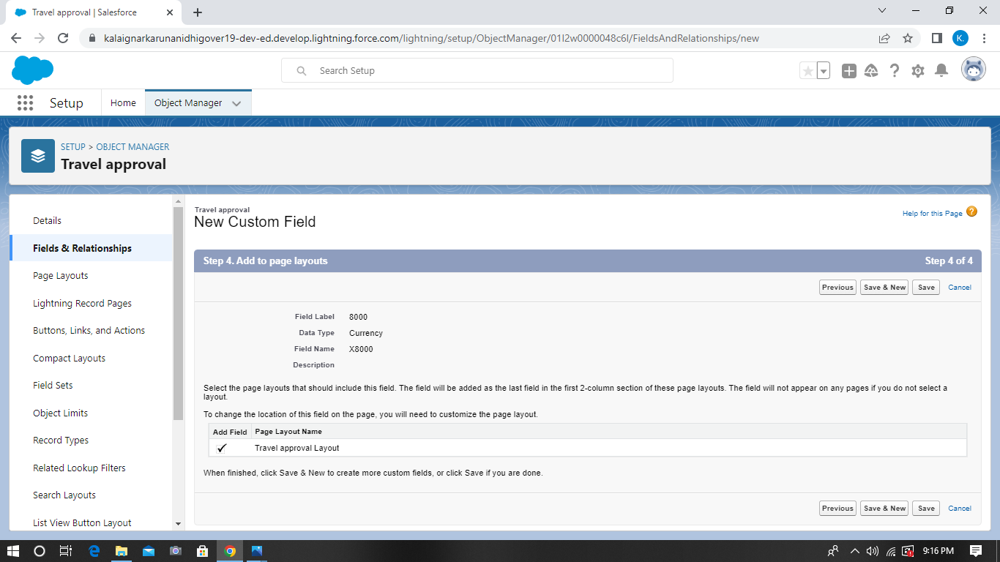 Travel approval | Salesforce
kalaignarkarunanidhigover19-dev-ed.develop.lightning.force.com/lightning/setup/ObjectManager/01I2w0000048c6I/FieldsAndRelationships/new
K.
Search Setup
Setup
Home
Object Manager
SETUP > OBJECT MANAGER
Travel approval
Details
Fields & Relationships
Page Layouts
Lightning Record Pages
Buttons, Links, and Actions
Compact Layouts
Field Sets
Object Limits
Record Types
Related Lookup Filters
Search Layouts
List View Button Layout
Travel approval
New Custom Field
Help for this Page
Step 4. Add to page layouts
Step 4 of 4
Previous Save & New Save Cancel
Field Label 8000
Data Type Currency
Field Name X8000
Description
Select the page layouts that should include this field. The field will be added as the last field in the first 2-column section of these page layouts. The field will not appear on any pages if you do not select a
layout.
To change the location of this field on the page, you will need to customize the page layout.
Add Field Page Layout Name
Travel approval Layout
When finished, click Save & New to create more custom fields, or click Save if you are done.
Previous Save & New Save Cancel
9:16 PM